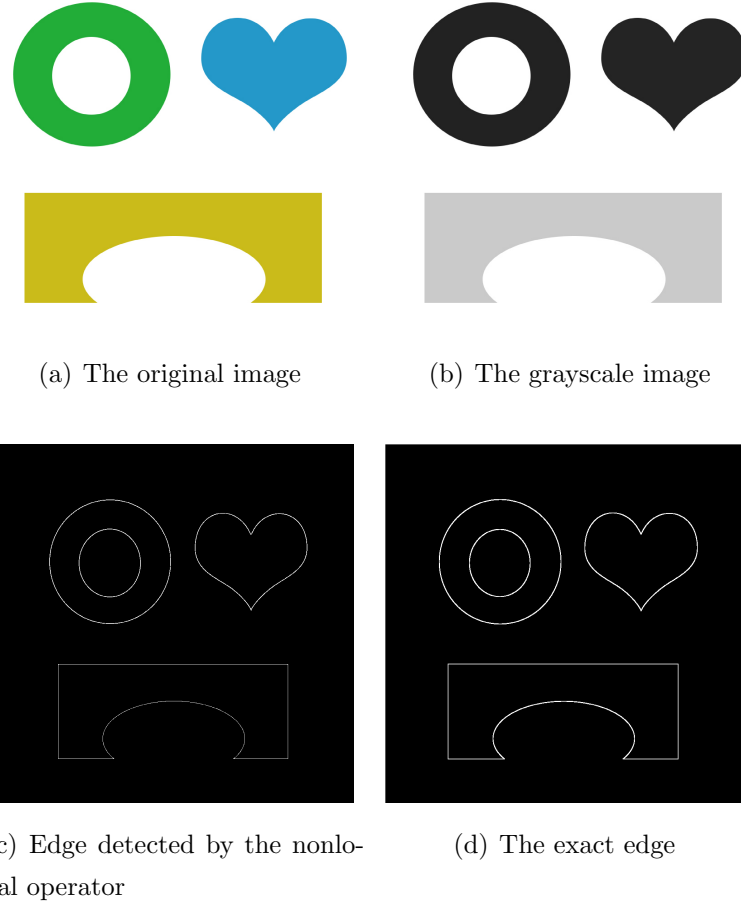 (a) The original image
(b) The grayscale image
c) Edge detected by the nonlo-
al operator
(d) The exact edge